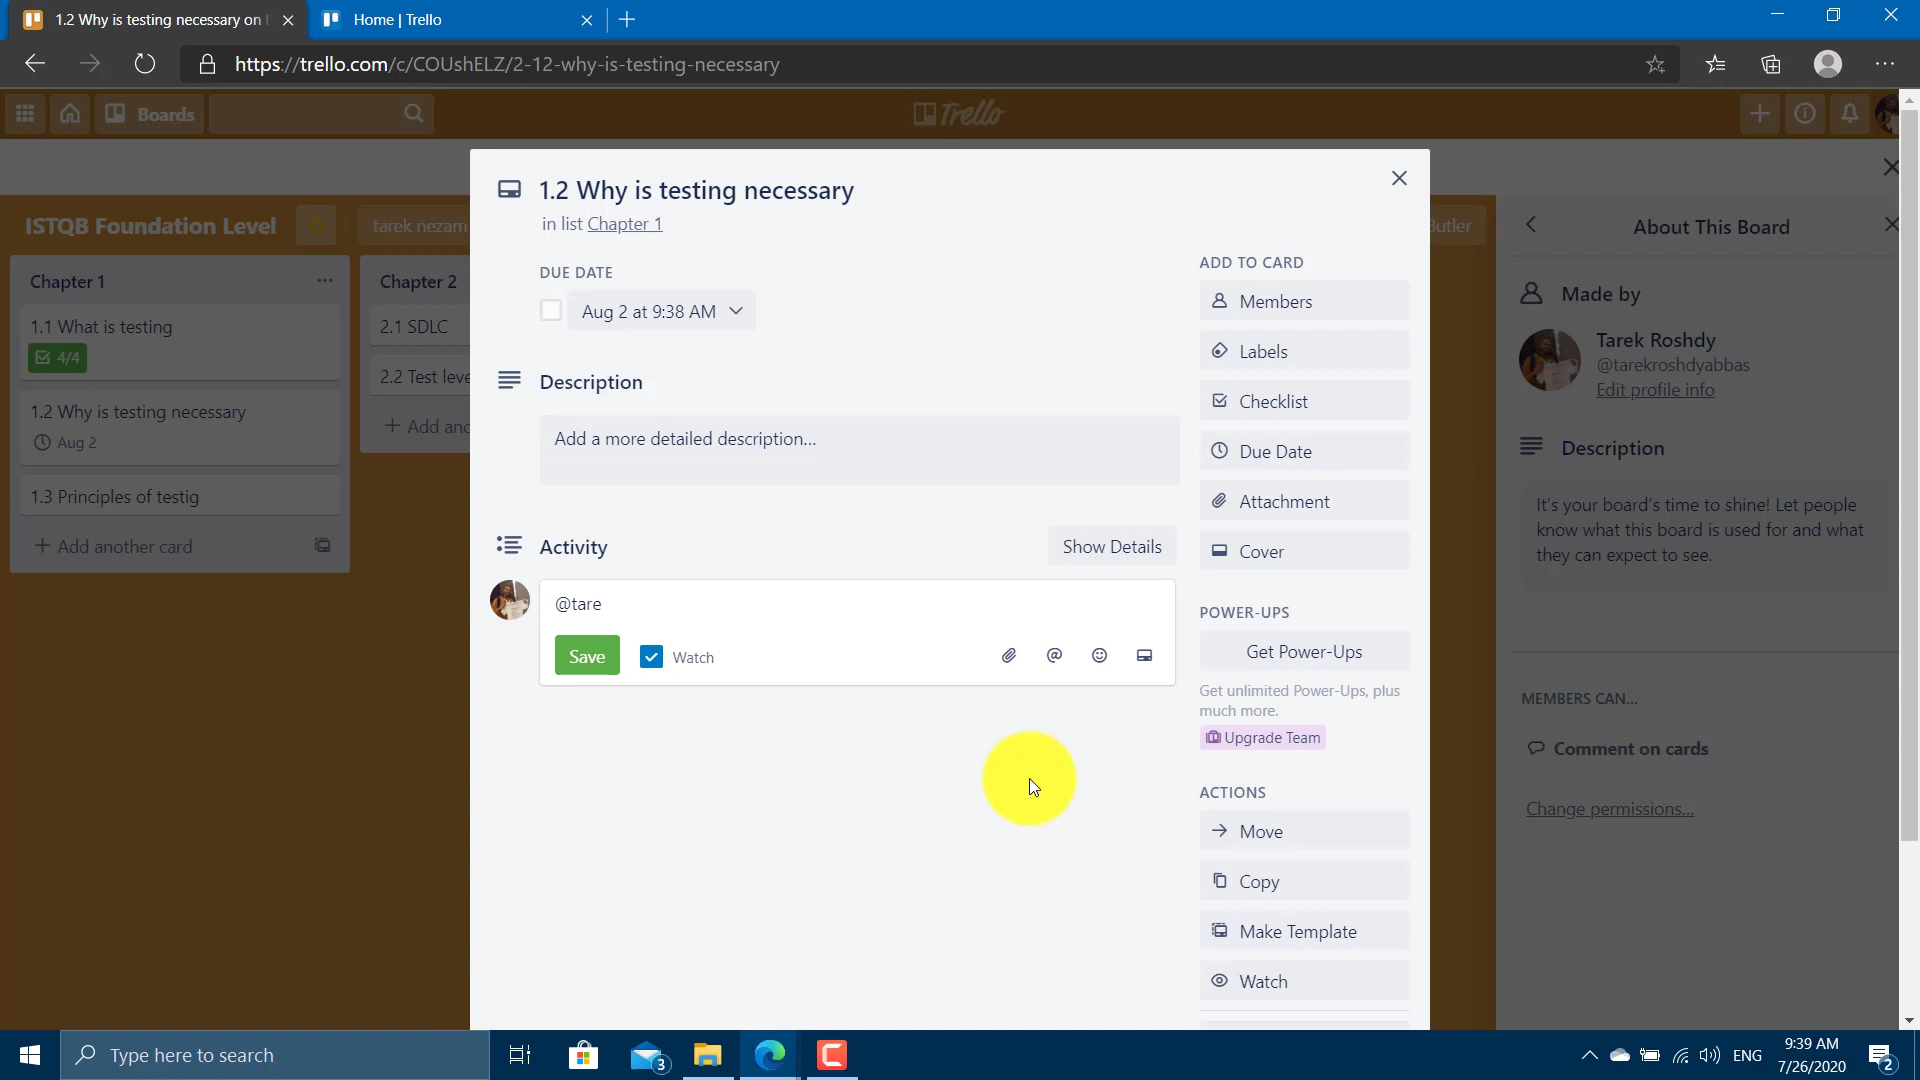 1.2 Why is testing necessary on
Home | Trello
https://trello.com/c/COUshELZ/2-12-why-is-testing-necessary
Boards
Trello
1.2 Why is testing necessary
in list Chapter 1
ISTQB Foundation Level
tarek nezam
Butler
About This Board
DUE DATE
Aug 2 at 9:38 AM
ADD TO CARD
Members
Labels
Checklist
Due Date
Attachment
Cover
Chapter 1
1.1 What is testing
4/4
1.2 Why is testing necessary
Aug 2
1.3 Principles of testig
Add another card
Chapter 2
2.1 SDLC
2.2 Test leve
Add ano
Description
Add a more detailed description...
Activity
Show Details
@tare
Save
Watch
POWER-UPS
Get Power-Ups
Get unlimited Power-Ups, plus
much more.
Upgrade Team
ACTIONS
Move
Copy
Make Template
Watch
Made by
Tarek Roshdy
@tarekroshdyabbas
Edit profile info
Description
It's your board's time to shine! Let people
know what this board is used for and what
they can expect to see.
MEMBERS CAN...
Comment on cards
Change permissions...
Type here to search
3
ENG
9:39 AM
7/26/2020
2